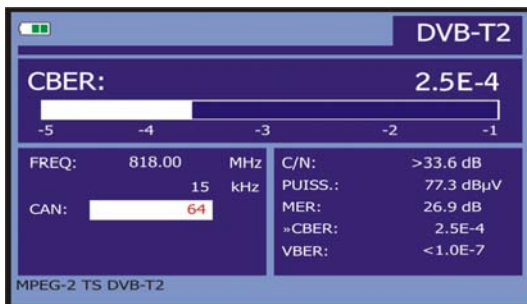 DVB-T2
CBER: 2.5E-4
-5 -4 -3 -2 -1
FREQ: 818.00 MHz
15 kHz
CAN: 64
C/N: >33.6 dB
PUISS.: 77.3 dBµV
MER: 26.9 dB
»CBER: 2.5E-4
VBER: <1.0E-7
MPEG-2 TS DVB-T2